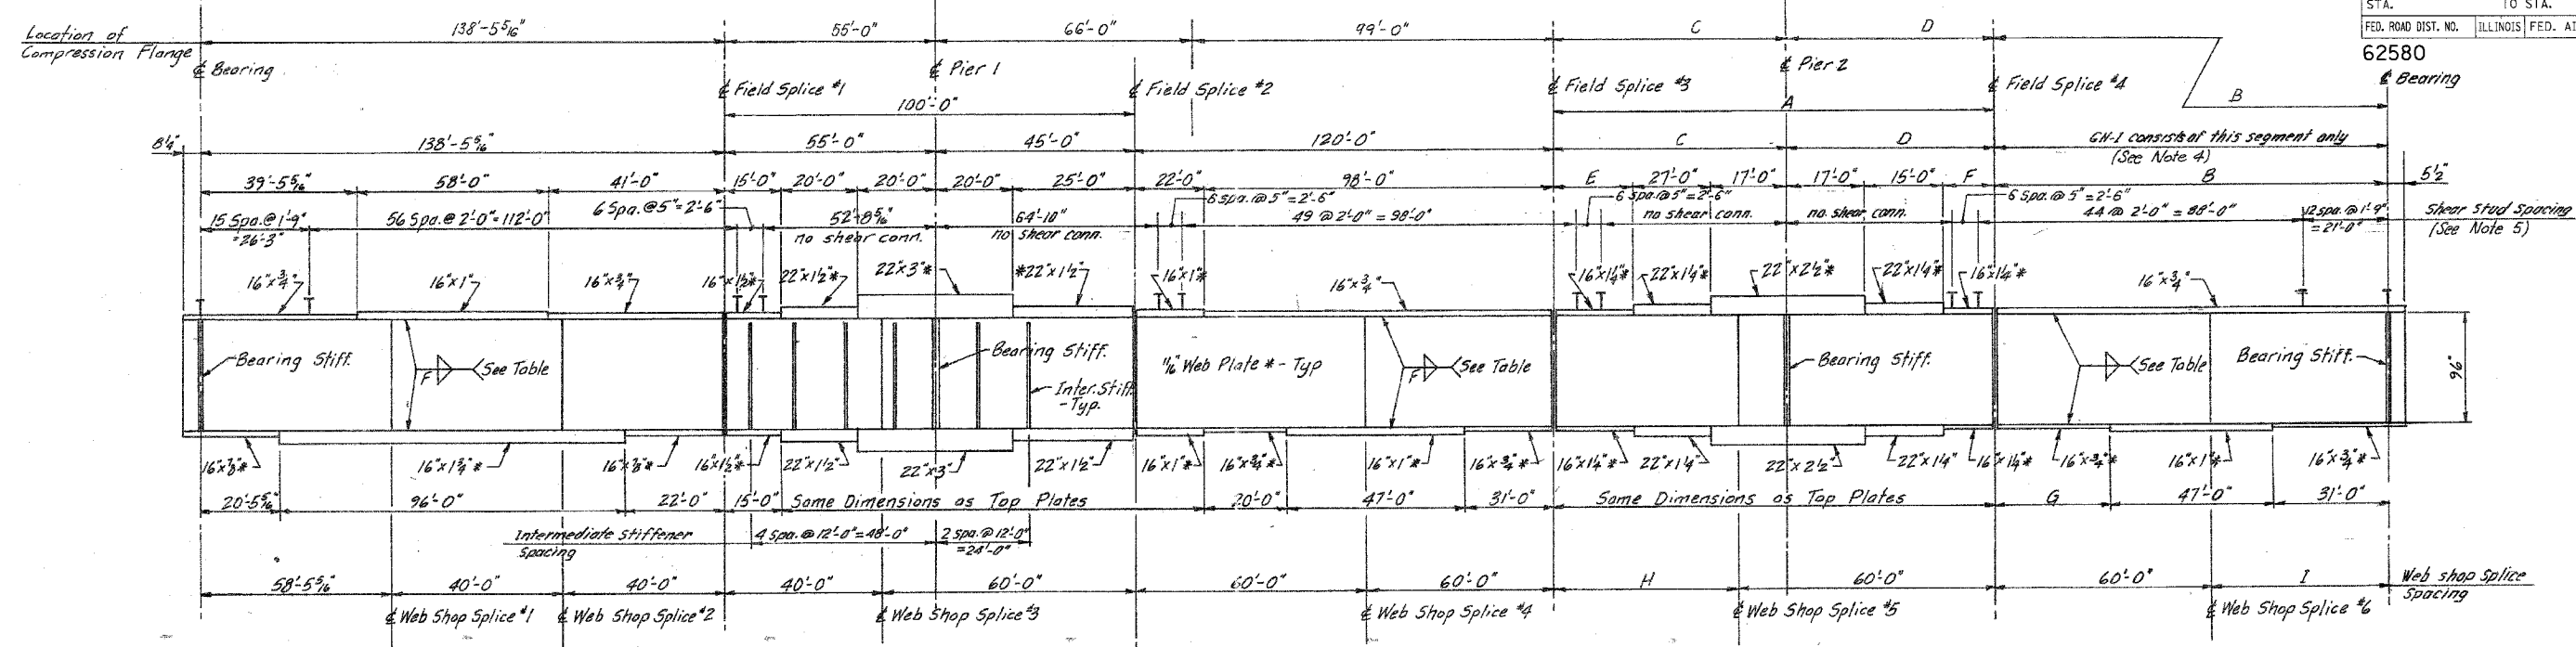 STA. TO STA.
FED. ROAD DIST. NO. ILLINOIS FED. AI
62580
Location of
Compression Flange
138'-5 5/16" 55'-0" 66'-0" 99'-0" C D
℄ Bearing ℄ Pier 1 ℄ Pier 2 ℄ Bearing
℄ Field Splice #1 ℄ Field Splice #2 ℄ Field Splice #3 ℄ Field Splice #4
100'-0" A B
8 1/4" 138'-5 5/16" 55'-0" 45'-0" 120'-0" C D GN-1 consists of this segment only
(See Note 4)
39'-5 5/16" 58'-0" 41'-0" 15'-0" 20'-0" 20'-0" 20'-0" 25'-0" 22'-0" 98'-0" E 27'-0" 17'-0" 17'-0" 15'-0" F B 5 1/2"
15 Spa. @ 1'-9" 56 Spa. @ 2'-0" = 112'-0" 6 Spa. @ 5" = 2'-6" 52'-8 5/16" 64'-10" 6 spa. @ 5" = 2'-6" 49 @ 2'-0" = 98'-0" 6 spa. @ 5" = 2'-6" 6 spa. @ 5" = 2'-6" 44 @ 2'-0" = 88'-0" 12 spa. @ 1'-9" Shear Stud Spacing
= 26'-3" no shear conn. no shear conn. no shear conn. no shear conn. = 21'-0" (See Note 5)
16"x3/4" 16"x1" 16"x3/4"* 16"x1 1/2"* 22"x1 1/2"* 22"x3"* *22"x1 1/2" 16"x1"* 16"x3/4" 16"x1 1/4"* 22"x1 1/4"* 22"x2 1/2"* 22"x1 1/4"* 16"x1 1/4"* 16"x3/4"
Bearing Stiff. F See Table Bearing Stiff. 11/16" Web Plate * - Typ F See Table Bearing Stiff. See Table Bearing Stiff. 96"
Inter. Stiff.
- Typ.
16"x7/8"* 16"x1 3/4"* 16"x7/8"* 16"x1 1/2"* 22"x1 1/2" 22"x3" 22"x1 1/2" 16"x1"* 16"x3/4"* 16"x1"* 16"x3/4"* 16"x1 1/4"* 22"x1 1/4" 22"x2 1/2" 22"x1 1/4" 16"x1 1/4"* 16"x3/4"* 16"x1"* 16"x3/4"*
20'-5 5/16" 96'-0" 22'-0" 15'-0" Same Dimensions as Top Plates 20'-0" 47'-0" 31'-0" Same Dimensions as Top Plates G 47'-0" 31'-0"
Intermediate Stiffener 4 Spa. @ 12'-0" = 48'-0" 2 spa. @ 12'-0"
Spacing = 24'-0"
58'-5 5/16" 40'-0" 40'-0" 40'-0" 60'-0" 60'-0" 60'-0" H 60'-0" 60'-0" I Web shop Splice
Spacing
℄ Web Shop Splice #1 ℄ Web Shop Splice #2 ℄ Web Shop Splice #3 ℄ Web Shop Splice #4 ℄ Web Shop Splice #5 ℄ Web Shop Splice #6